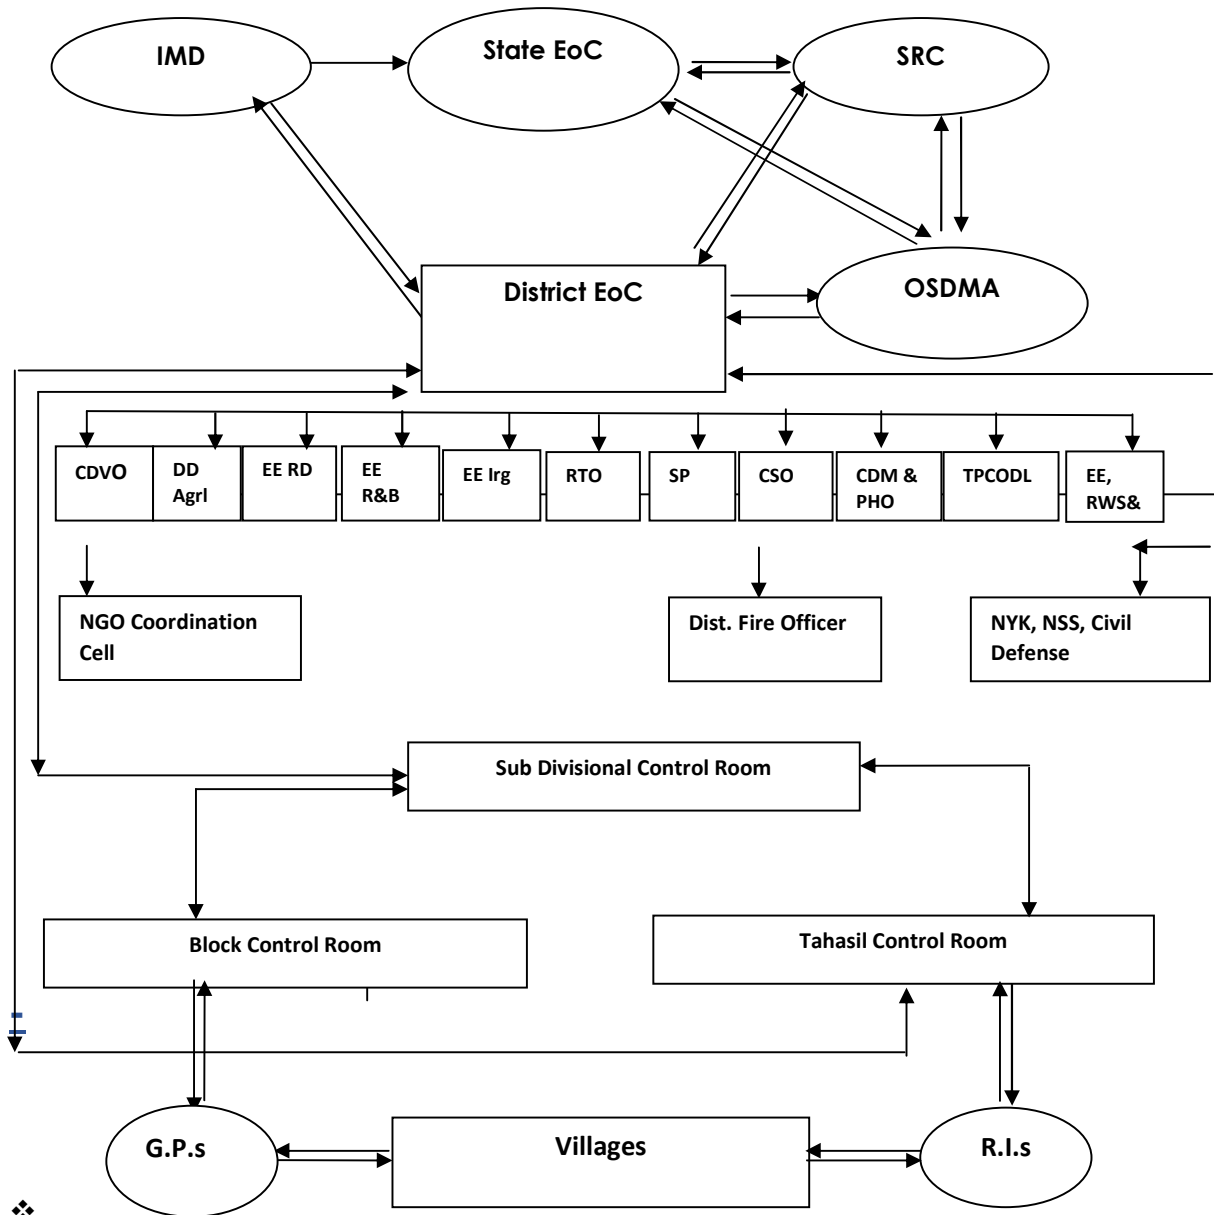 IMD
State EoC
SRC
District EoC
OSDMA
CDVO
DD
Agrl
EE RD
EE
R&B
EE Irg
RTO
SP
CSO
CDM &
PHO
TPCODL
EE,
RWS&
NGO Coordination
Cell
Dist. Fire Officer
NYK, NSS, Civil
Defense
Sub Divisional Control Room
Block Control Room
Tahasil Control Room
G.P.s
Villages
R.I.s